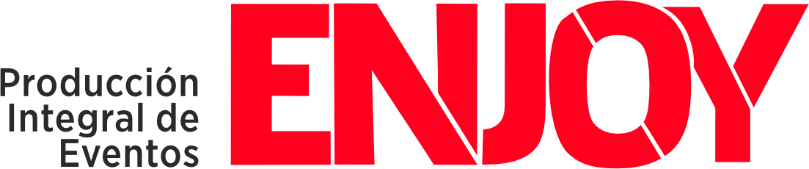 Producción
Integral de
Eventos
ENJOY